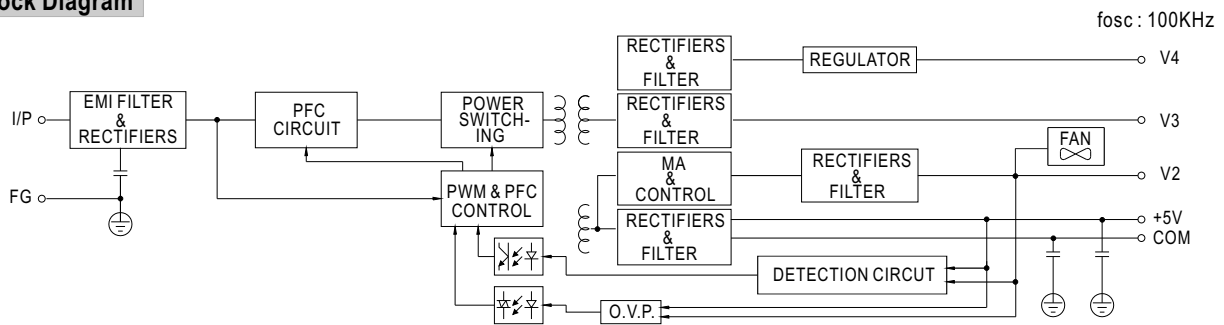 ock Diagram
fosc : 100KHz
RECTIFIERS
&
FILTER
REGULATOR
V4
I/P
EMI FILTER
&
RECTIFIERS
PFC
CIRCUIT
POWER
SWITCH-
ING
RECTIFIERS
&
FILTER
V3
FAN
MA
&
CONTROL
RECTIFIERS
&
FILTER
V2
FG
PWM & PFC
CONTROL
RECTIFIERS
&
FILTER
+5V
COM
DETECTION CIRCUT
O.V.P.